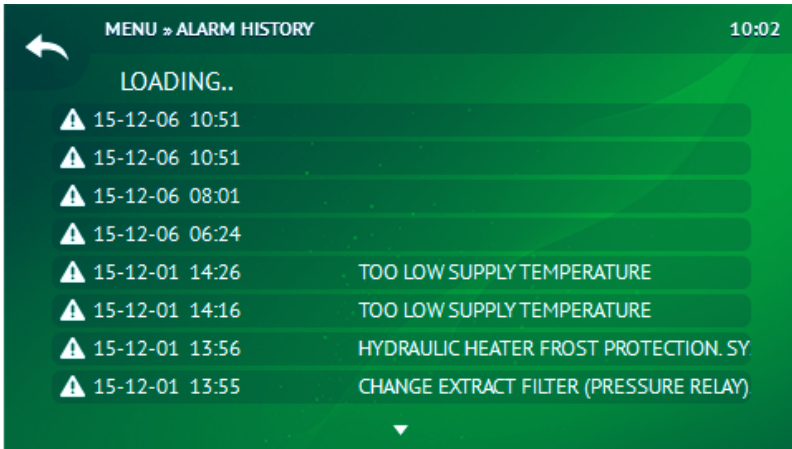 MENU » ALARM HISTORY 10:02
LOADING..
15-12-06 10:51
15-12-06 10:51
15-12-06 08:01
15-12-06 06:24
15-12-01 14:26 TOO LOW SUPPLY TEMPERATURE
15-12-01 14:16 TOO LOW SUPPLY TEMPERATURE
15-12-01 13:56 HYDRAULIC HEATER FROST PROTECTION. SY
15-12-01 13:55 CHANGE EXTRACT FILTER (PRESSURE RELAY)